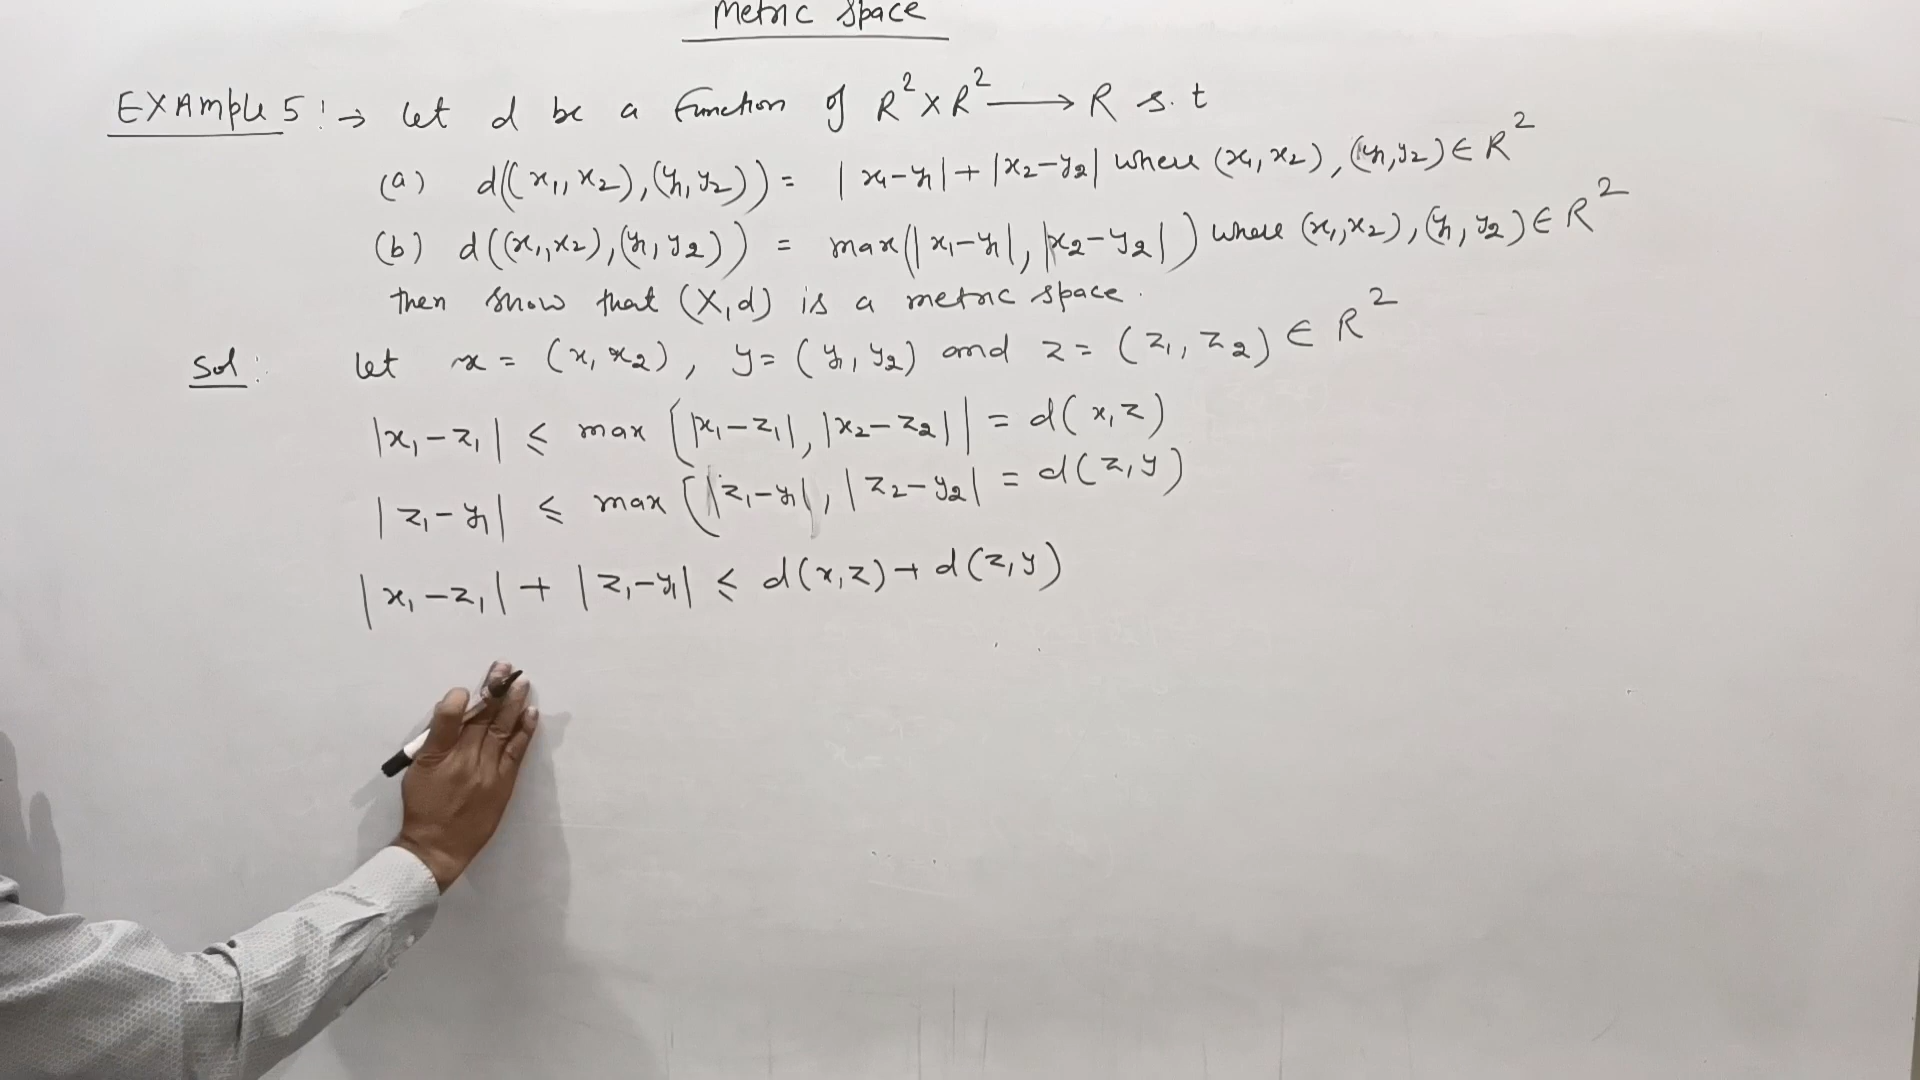 Metric Space
EXAMPLE 5:→ Let d be a function of R² × R² ⟶ R s.t
(a) d((x₁, x₂), (y₁, y₂)) = |x₁-y₁| + |x₂-y₂| where (x₁, x₂), (y₁, y₂) ∈ R²
(b) d((x₁, x₂), (y₁, y₂)) = max(|x₁-y₁|, |x₂-y₂|) where (x₁, x₂), (y₁, y₂) ∈ R²
then show that (X, d) is a metric space.
Sol: let x = (x, x₂), y = (y₁, y₂) and z = (z₁, z₂) ∈ R²
|x₁-z₁| ≤ max (|x₁-z₁|, |x₂-z₂|| = d(x, z)
|z₁-y₁| ≤ max (|z₁-y₁|, |z₂-y₂| = d(z, y)
|x₁-z₁| + |z₁-y₁| ≤ d(x, z) + d(z, y)